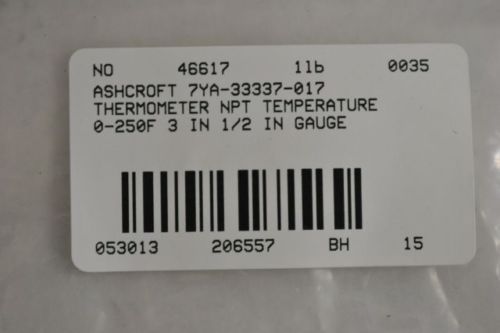 NO 46617 1lb 0035
ASHCROFT 7YA-33337-017
THERMOMETER NPT TEMPERATURE
0-250F 3 IN 1/2 IN GAUGE
053013 206557 BH 15